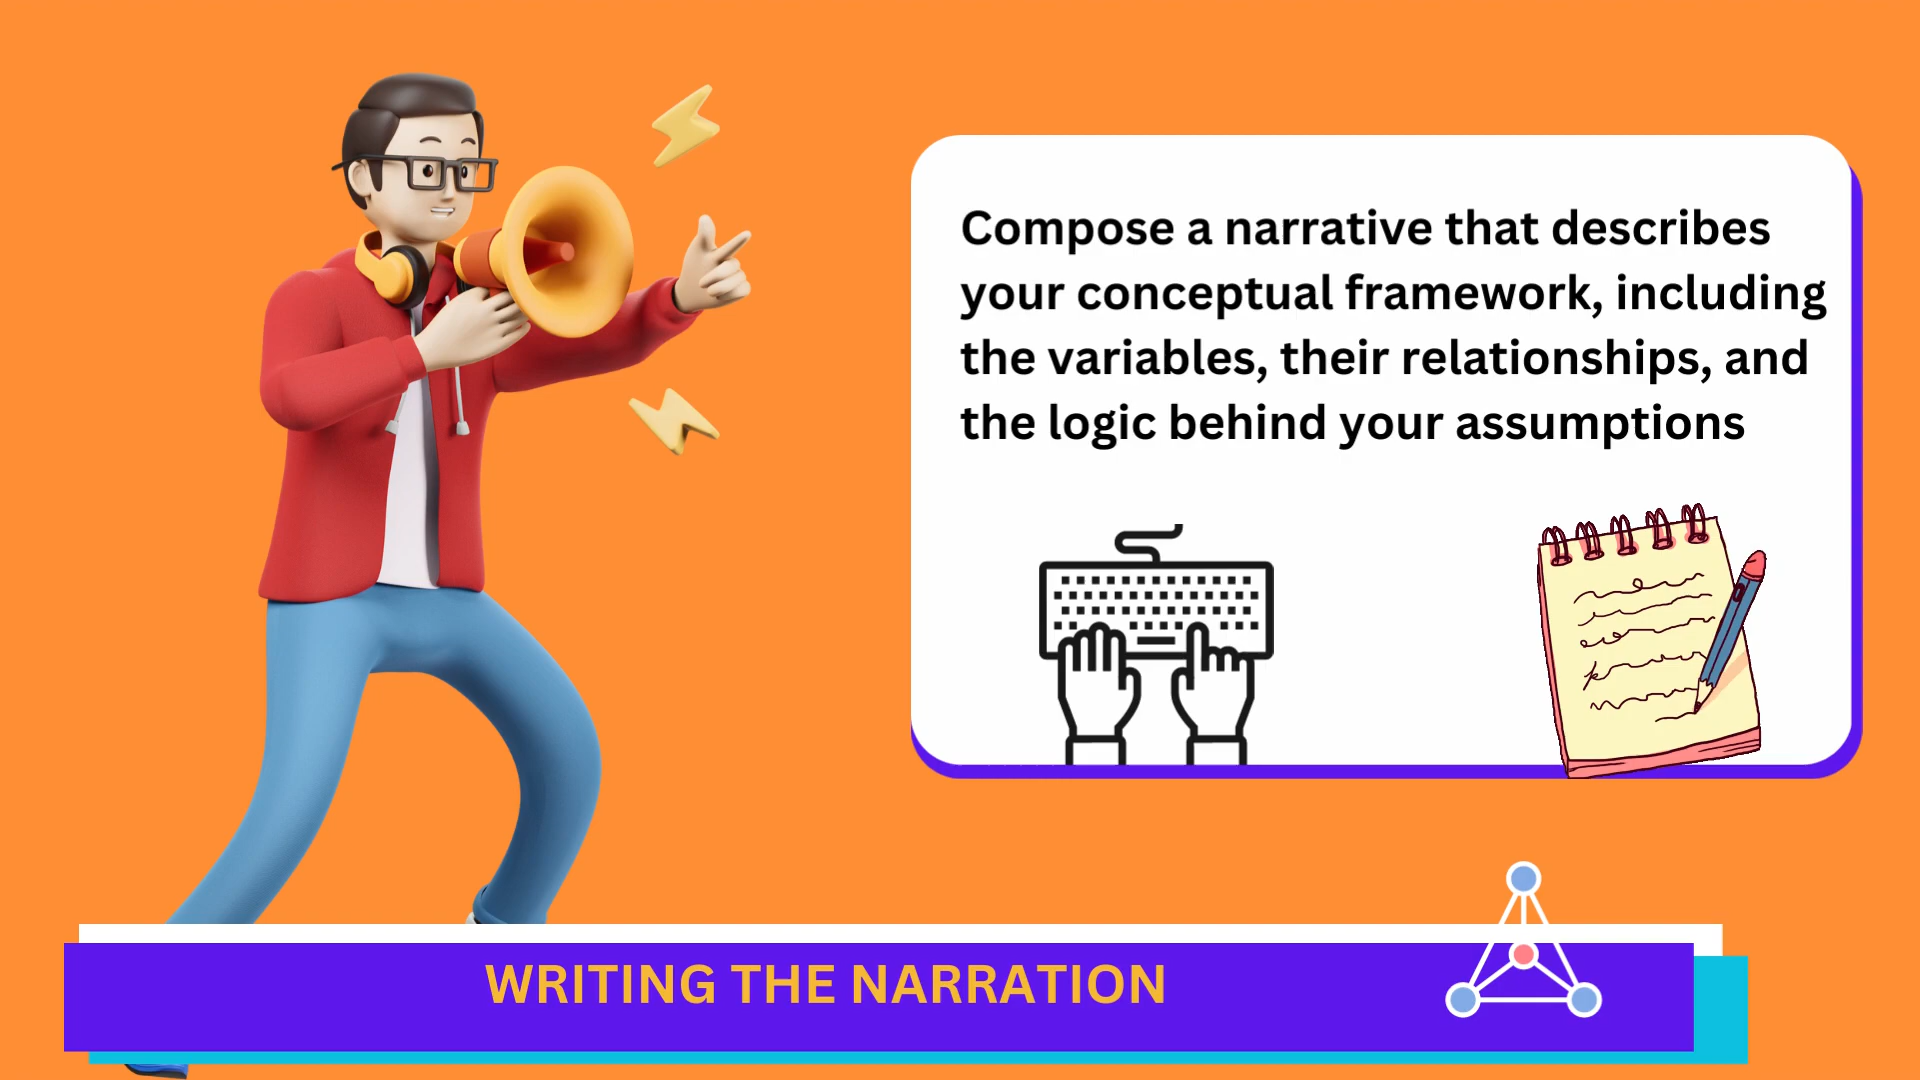 Compose a narrative that describes
your conceptual framework, including
the variables, their relationships, and
the logic behind your assumptions
WRITING THE NARRATION